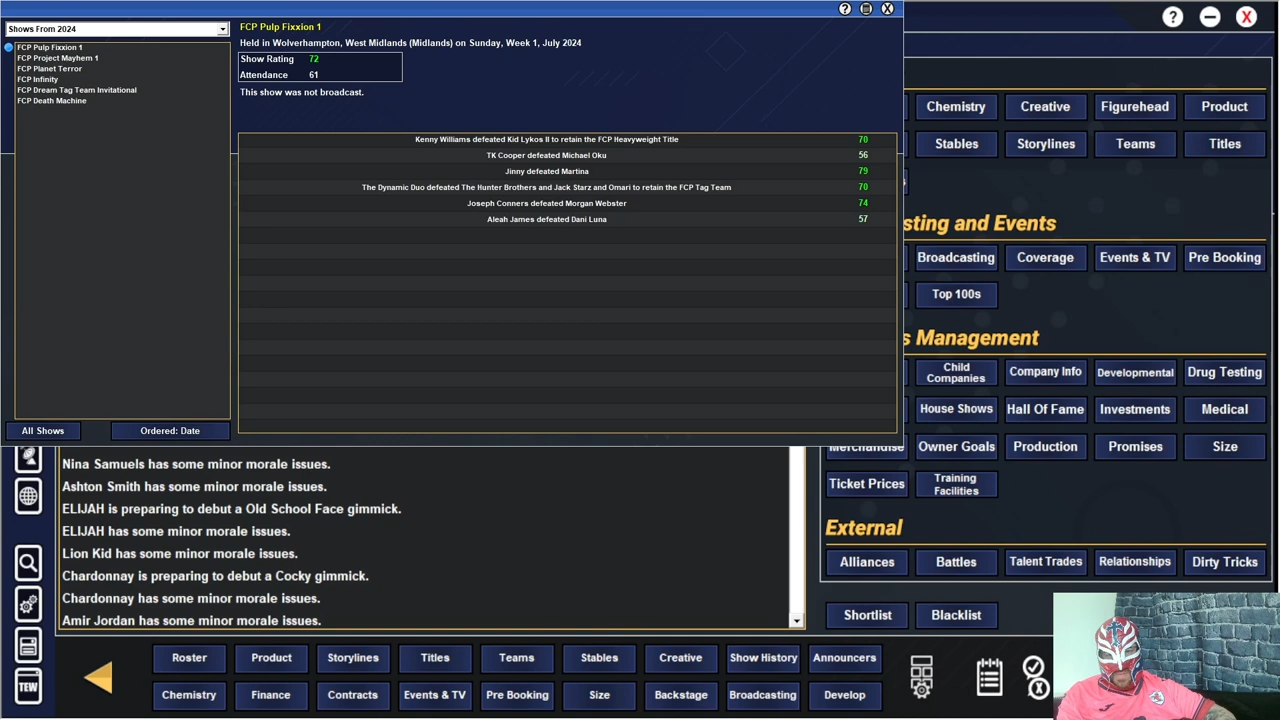 Shows From 2024
FCP Pulp Fixxion 1
FCP Project Mayhem 1
FCP Planet Terror
FCP Infinity
FCP Dream Tag Team Invitational
FCP Death Machine
All Shows
Ordered: Date
FCP Pulp Fixxion 1
Held in Wolverhampton, West Midlands (Midlands) on Sunday, Week 1, July 2024
Show Rating 72
Attendance 61
This show was not broadcast.
Kenny Williams defeated Kid Lykos II to retain the FCP Heavyweight Title 70
TK Cooper defeated Michael Oku 56
Jinny defeated Martina 79
The Dynamic Duo defeated The Hunter Brothers and Jack Starz and Omari to retain the FCP Tag Team 70
Joseph Conners defeated Morgan Webster 74
Aleah James defeated Dani Luna 57
? X
? X
Chemistry Creative Figurehead Product
Stables Storylines Teams Titles
sting and Events
Broadcasting Coverage Events & TV Pre Booking
Top 100s
s Management
Child Companies Company Info Developmental Drug Testing
House Shows Hall Of Fame Investments Medical
Merchandise Owner Goals Production Promises Size
Ticket Prices Training Facilities
External
Alliances Battles Talent Trades Relationships Dirty Tricks
Shortlist Blacklist
Nina Samuels has some minor morale issues.
Ashton Smith has some minor morale issues.
ELIJAH is preparing to debut a Old School Face gimmick.
ELIJAH has some minor morale issues.
Lion Kid has some minor morale issues.
Chardonnay is preparing to debut a Cocky gimmick.
Chardonnay has some minor morale issues.
Amir Jordan has some minor morale issues.
TEW
Roster Product Storylines Titles Teams Stables Creative Show History Announcers
Chemistry Finance Contracts Events & TV Pre Booking Size Backstage Broadcasting Develop